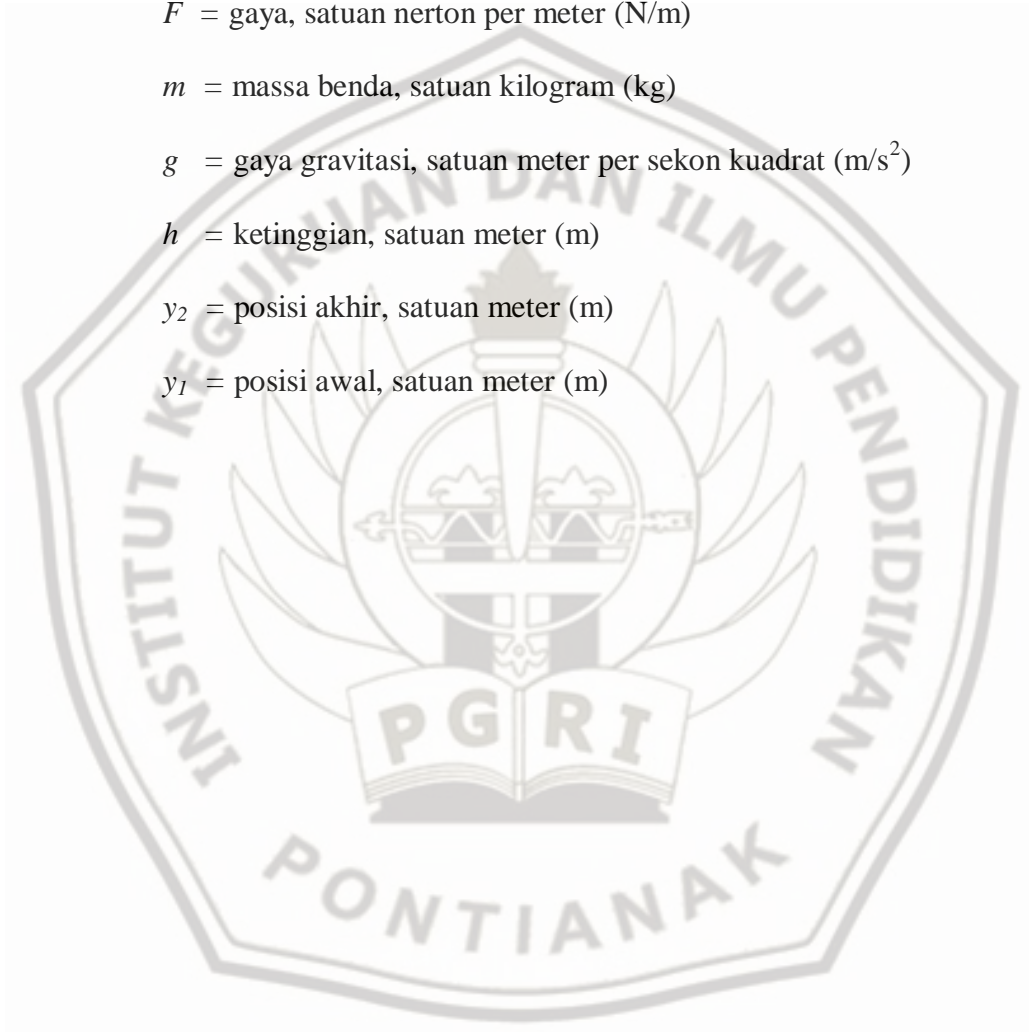 F = gaya, satuan nerton per meter (N/m)
m = massa benda, satuan kilogram (kg)
g = gaya gravitasi, satuan meter per sekon kuadrat (m/s²)
h = ketinggian, satuan meter (m)
y₂ = posisi akhir, satuan meter (m)
y₁ = posisi awal, satuan meter (m)
INSTITUT KEGURUAN DAN ILMU PENDIDIKAN
PGRI
PONTIANAK